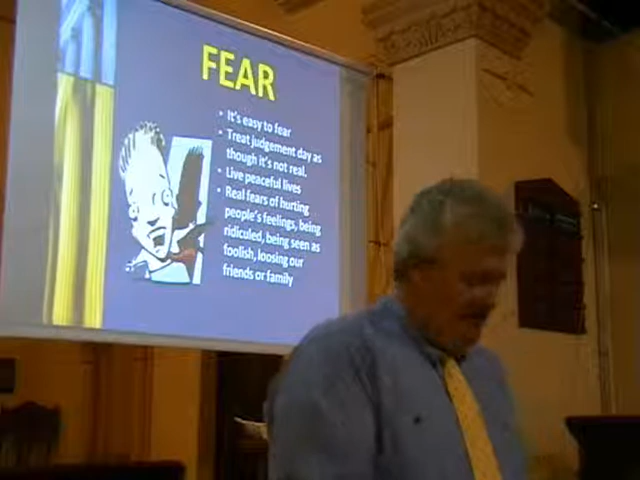 FEAR
• It's easy to fear
• Treat judgement day as
though it's not real.
• Live peaceful lives
• Real fears of hurting
people's feelings, being
ridiculed, being seen as
foolish, loosing our
friends or family